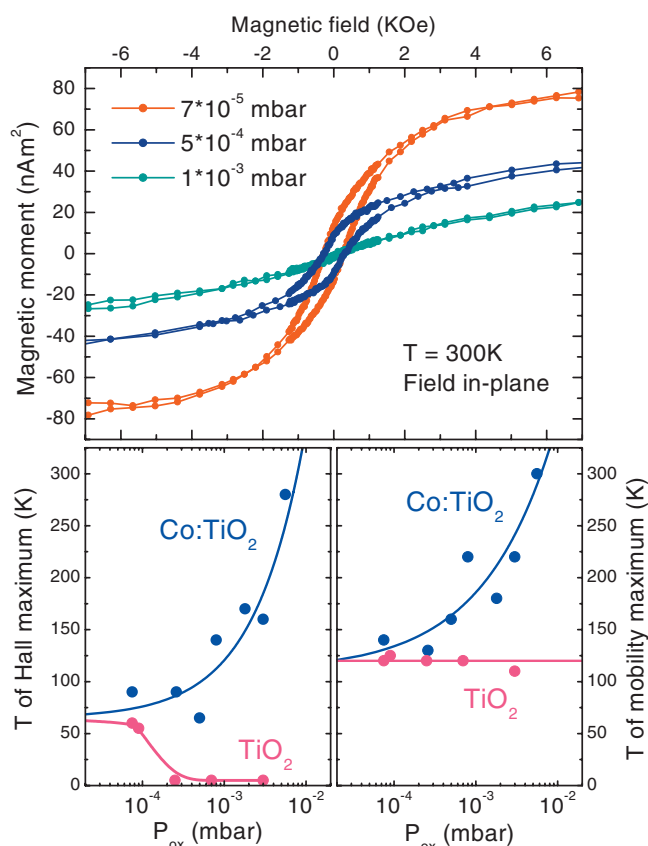 Magnetic field (KOe)
-6 -4 -2 0 2 4 6
Magnetic moment (nAm²)
80
60
40
20
0
-20
-40
-60
-80
7*10⁻⁵ mbar
5*10⁻⁴ mbar
1*10⁻³ mbar
T = 300K
Field in-plane
T of Hall maximum (K)
300
250
200
150
100
50
0
Co:TiO₂
TiO₂
10⁻⁴ 10⁻³ 10⁻²
Pₒₓ (mbar)
Co:TiO₂
TiO₂
300
250
200
150
100
50
0
T of mobility maximum (K)
10⁻⁴ 10⁻³ 10⁻²
Pₒₓ (mbar)